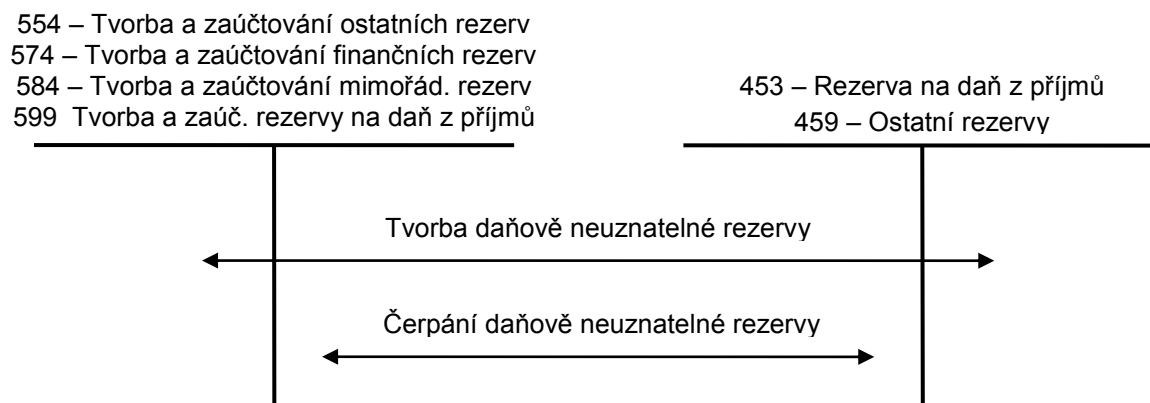 554 – Tvorba a zaúčtování ostatních rezerv
574 – Tvorba a zaúčtování finančních rezerv
584 – Tvorba a zaúčtování mimořád. rezerv
599 Tvorba a zaúč. rezervy na daň z příjmů
453 – Rezerva na daň z příjmů
459 – Ostatní rezervy
Tvorba daňově neuznatelné rezervy
Čerpání daňově neuznatelné rezervy